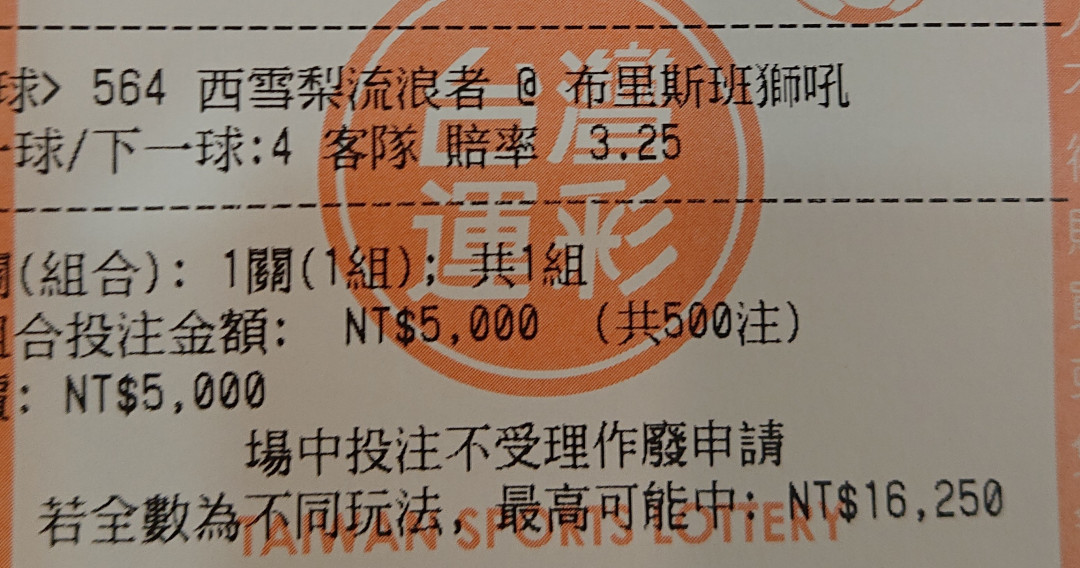 球> 564 西雪梨流浪者 @ 布里斯班獅吼
一球/下一球:4 客隊 賠率 3.25
關(組合): 1關(1組); 共1組
組合投注金額: NT$5,000 (共500注)
: NT$5,000
場中投注不受理作廢申請
若全數為不同玩法, 最高可能中: NT$16,250
台灣
運彩
TAIWAN SPORTS LOTTERY